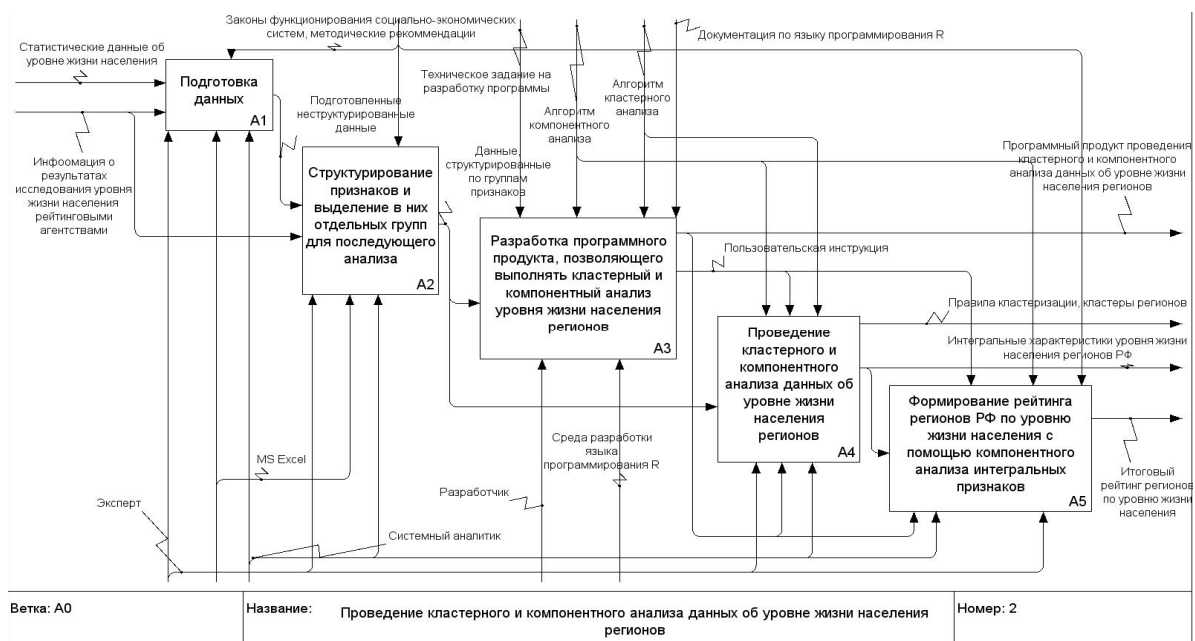 Законы функционирования социально-экономических
систем, методические рекомендации
Документация по языку программирования R
Статистические данные об
уровне жизни населения
Подготовка
данных
A1
Техническое задание на
разработку программы
Алгоритм
кластерного
анализа
Алгоритм
компонентного
анализа
Подготовленные
неструктурированные
данные
Инфоомация о
результатах
исследования уровня
жизни населения
рейтинговыми
агентствами
Данные,
структурированные
по группам
признаков
Программный продукт проведения
кластерного и компонентного
анализа данных об уровне жизни
населения регионов
Структурирование
признаков и
выделение в них
отдельных групп
для последующего
анализа
A2
Разработка программного
продукта, позволяющего
выполнять кластерный и
компонентный анализ
уровня жизни населения
регионов
A3
Пользовательская инструкция
Правила кластеризации, кластеры регионов
Интегральные характеристики уровня жизни
населения регионов РФ
Проведение
кластерного и
компонентного
анализа данных об
уровне жизни
населения
регионов
A4
Формирование рейтинга
регионов РФ по уровню
жизни населения с
помощью компонентного
анализа интегральных
признаков
A5
Итоговый
рейтинг регионов
по уровню жизни
населения
MS Excel
Среда разработки
языка
программирования R
Разработчик
Эксперт
Системный аналитик
Ветка: A0
Название:
Проведение кластерного и компонентного анализа данных об уровне жизни населения
регионов
Номер: 2